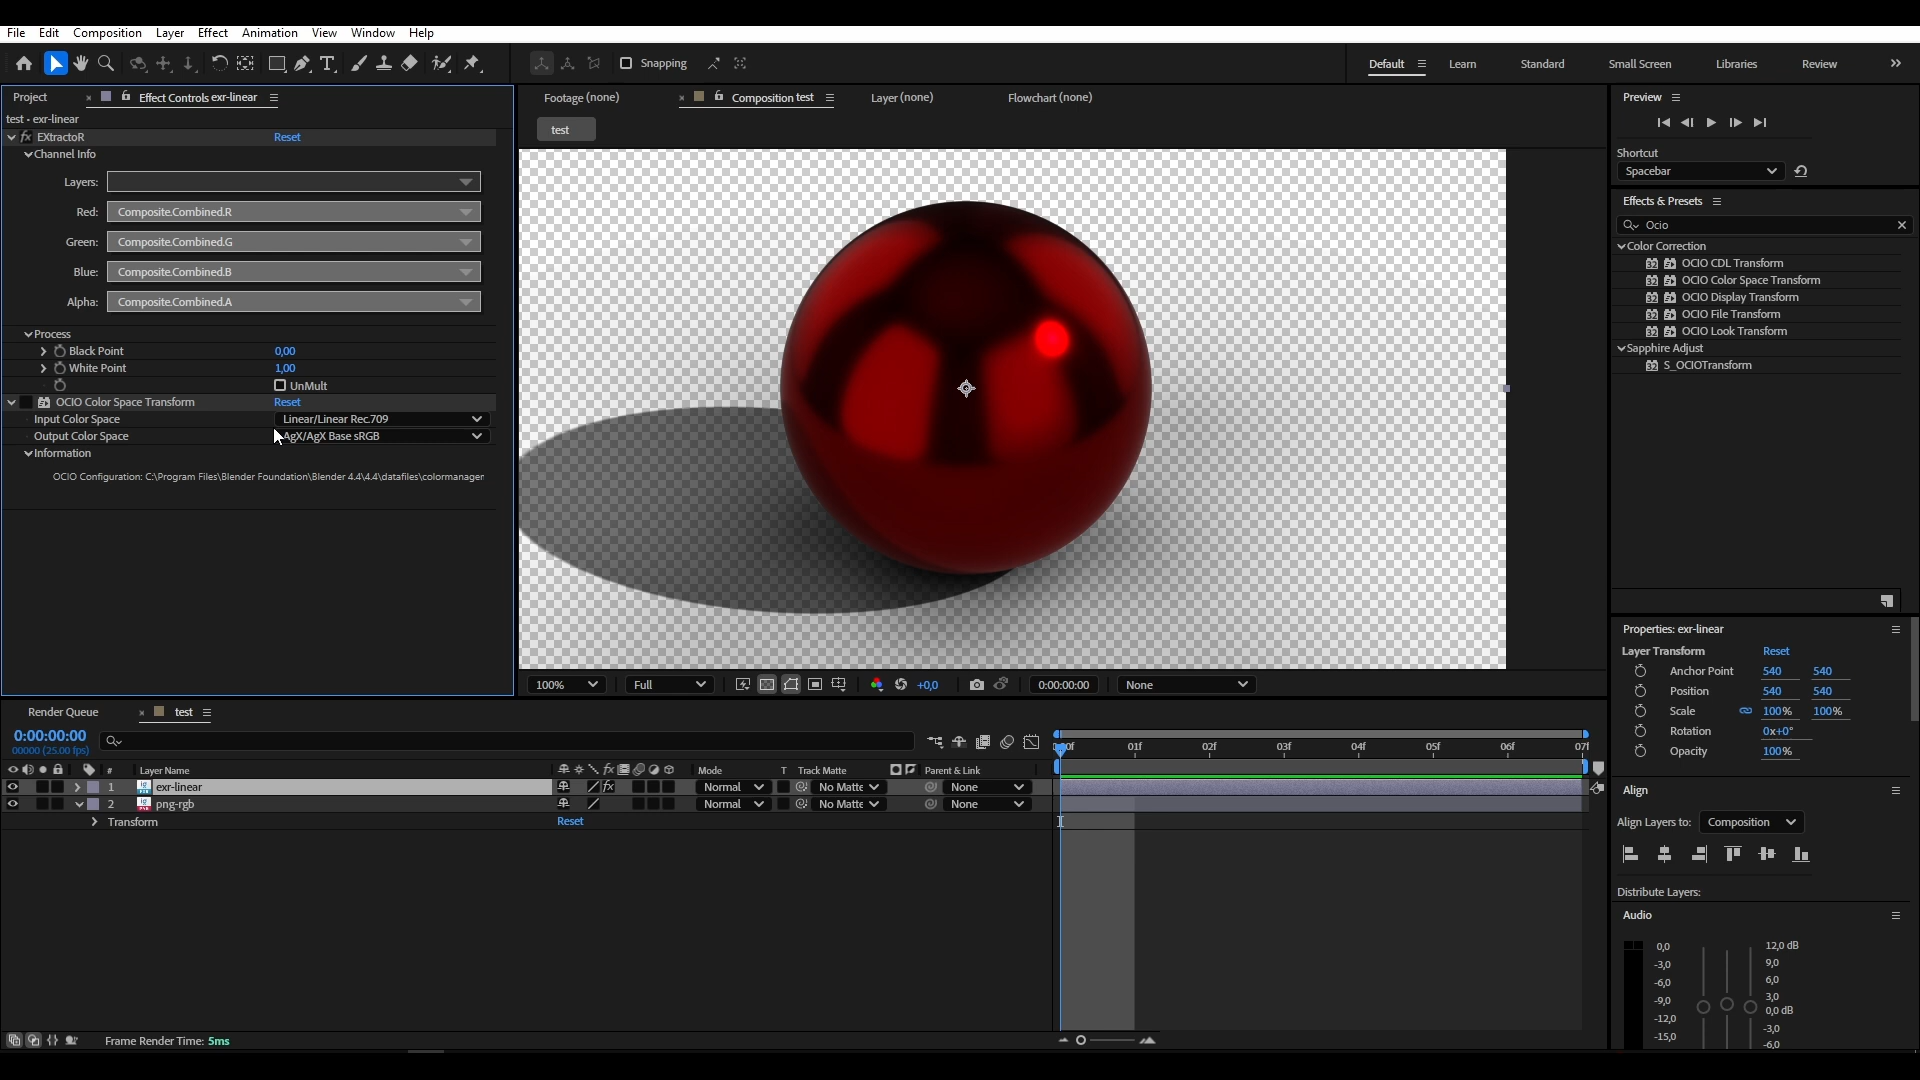 File Edit Composition Layer Effect Animation View Window Help
Snapping
Default Learn Standard Small Screen Libraries Review
Project Effect Controls exr-linear
test - exr-linear
fx EXtractoR Reset
Channel Info
Layers:
Red: Composite.Combined.R
Green: Composite.Combined.G
Blue: Composite.Combined.B
Alpha: Composite.Combined.A
Process
Black Point 0,00
White Point 1,00
UnMult
OCIO Color Space Transform Reset
Input Color Space Linear/Linear Rec.709
Output Color Space AgX/AgX Base sRGB
Information
OCIO Configuration: C:\Program Files\Blender Foundation\Blender 4.4\4.4\datafiles\colormanager
Footage (none) Composition test Layer (none) Flowchart (none)
test
100% Full +0,0 0:00:00:00 None
Preview
Shortcut
Spacebar
Effects & Presets
Ocio
Color Correction
32 OCIO CDL Transform
32 OCIO Color Space Transform
32 OCIO Display Transform
32 OCIO File Transform
32 OCIO Look Transform
Sapphire Adjust
32 S_OCIOTransform
Properties: exr-linear
Layer Transform Reset
Anchor Point 540 540
Position 540 540
Scale 100% 100%
Rotation 0x+0°
Opacity 100%
Align
Align Layers to: Composition
Distribute Layers:
Audio
0,0
-3,0
-6,0
-9,0
-12,0
-15,0
12,0 dB
9,0
6,0
3,0
0,0 dB
-3,0
-6,0
Render Queue test
0:00:00:00
00000 (25.00 fps)
01f 02f 03f 04f 05f 06f
# Layer Name fx Mode T Track Matte Parent & Link
1 exr-linear fx Normal No Matte None
2 png-rgb Normal No Matte None
Transform Reset
Frame Render Time: 5ms